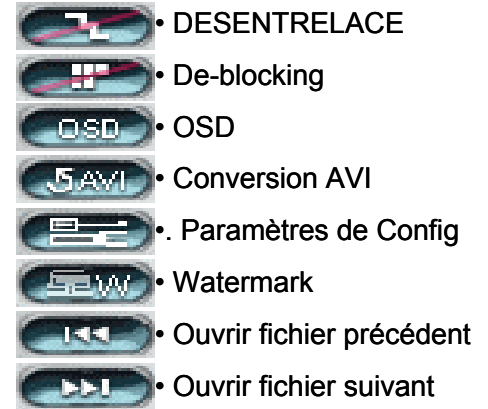 • DESENTRELACE
• De-blocking
OSD • OSD
AVI • Conversion AVI
•. Paramètres de Config
W • Watermark
• Ouvrir fichier précédent
• Ouvrir fichier suivant